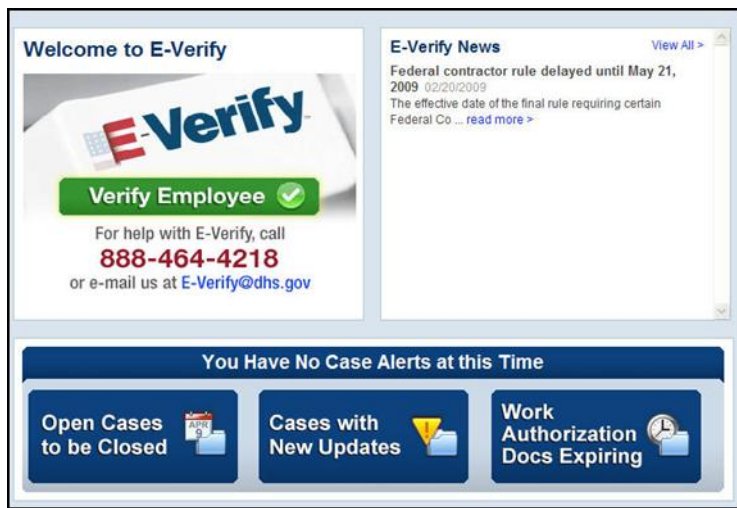 Welcome to E-Verify
E-Verify
Verify Employee
For help with E-Verify, call
888-464-4218
or e-mail us at E-Verify@dhs.gov
E-Verify News
View All >
Federal contractor rule delayed until May 21,
2009 02/20/2009
The effective date of the final rule requiring certain
Federal Co ... read more >
You Have No Case Alerts at this Time
Open Cases
to be Closed
APR
9
Cases with
New Updates
Work
Authorization
Docs Expiring